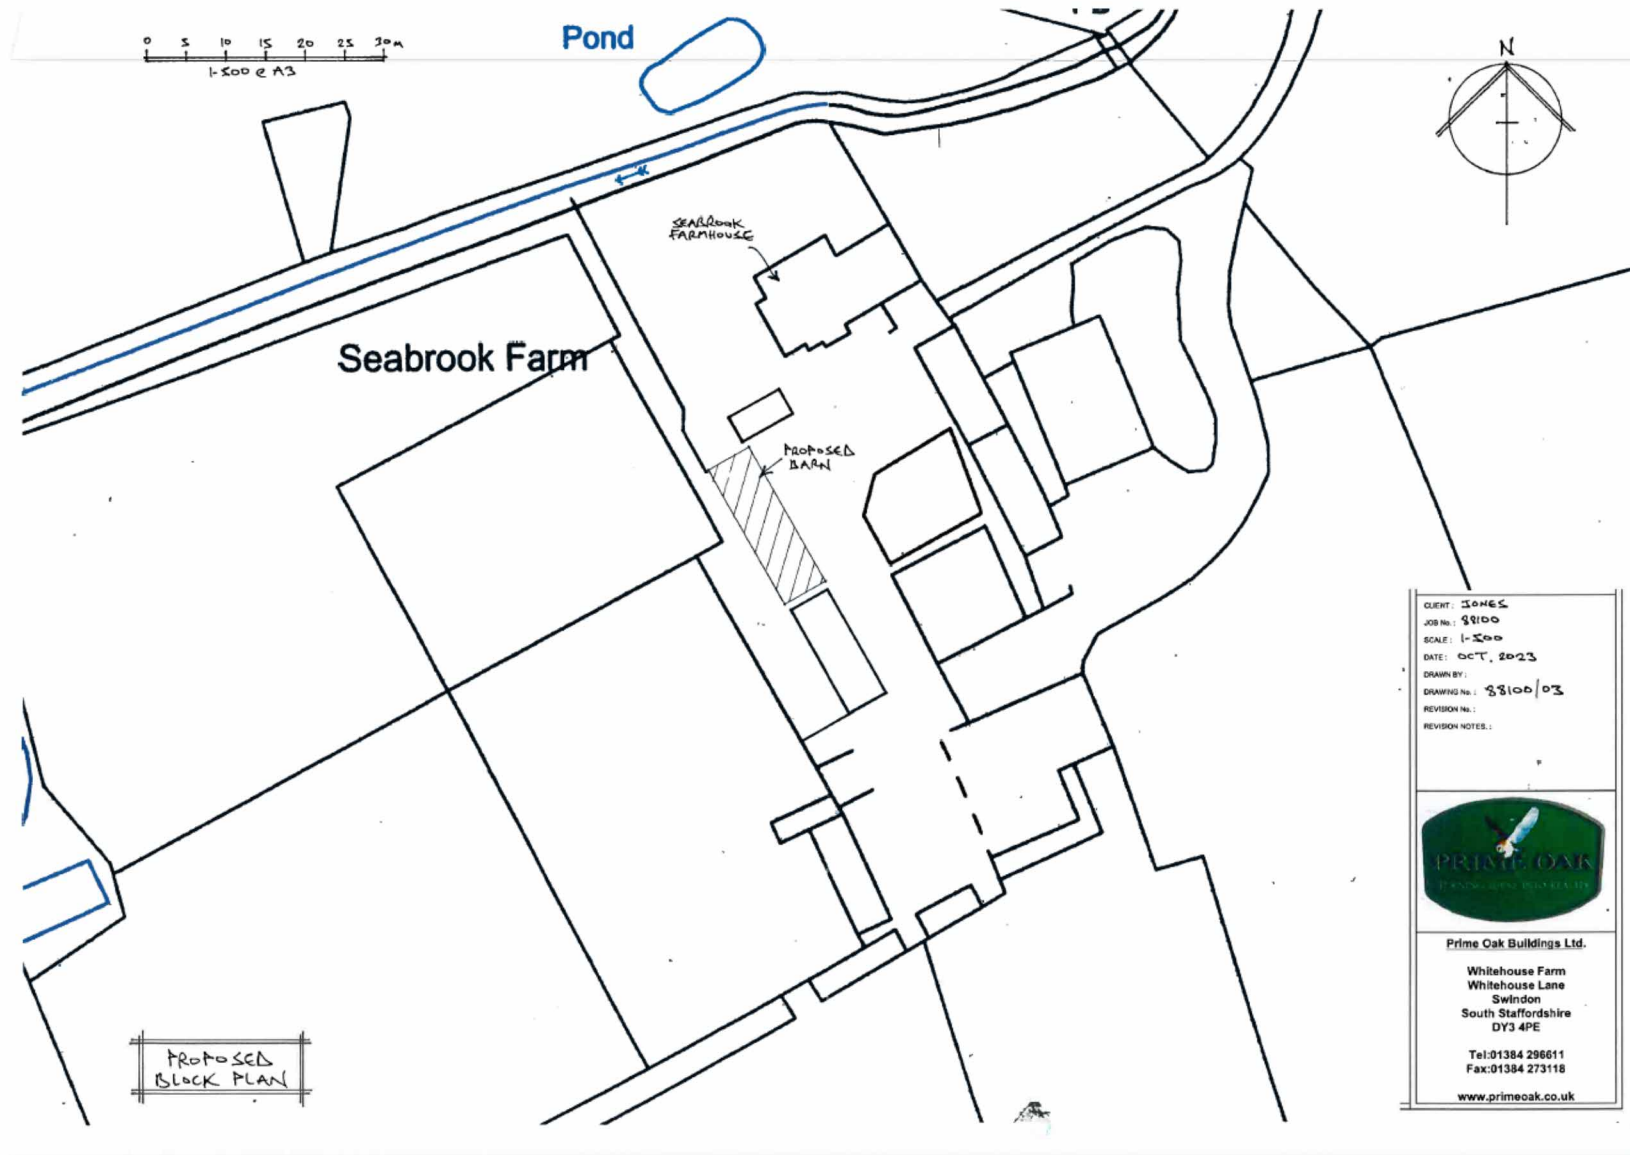 0 5 10 15 20 25 30m
1-500 @ A3
Pond
N
SEABROOK
FARMHOUSE
Seabrook Farm
PROPOSED
BARN
CLIENT: JONES
JOB No.: 88100
SCALE: 1-500
DATE: OCT, 2023
DRAWN BY:
DRAWING No.: 88100/03
REVISION No.:
REVISION NOTES.:
PRIME OAK
Prime Oak Buildings Ltd.
Whitehouse Farm
Whitehouse Lane
Swindon
South Staffordshire
DY3 4PE
Tel:01384 296611
Fax:01384 273118
www.primeoak.co.uk
PROPOSED
BLOCK PLAN